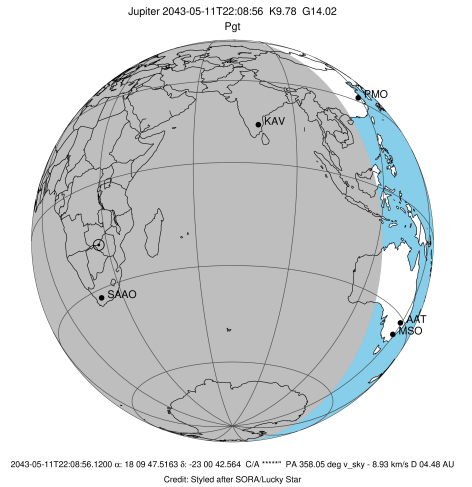 Jupiter 2043-05-11T22:08:56 K9.78 G14.02
Pgt
PMO
KAV
SAAO
AAT
MSO
2043-05-11T22:08:56.1200 α: 18 09 47.5163 δ: -23 00 42.564 C/A *****" PA 358.05 deg v_sky - 8.93 km/s D 04.48 AU
Credit: Styled after SORA/Lucky Star